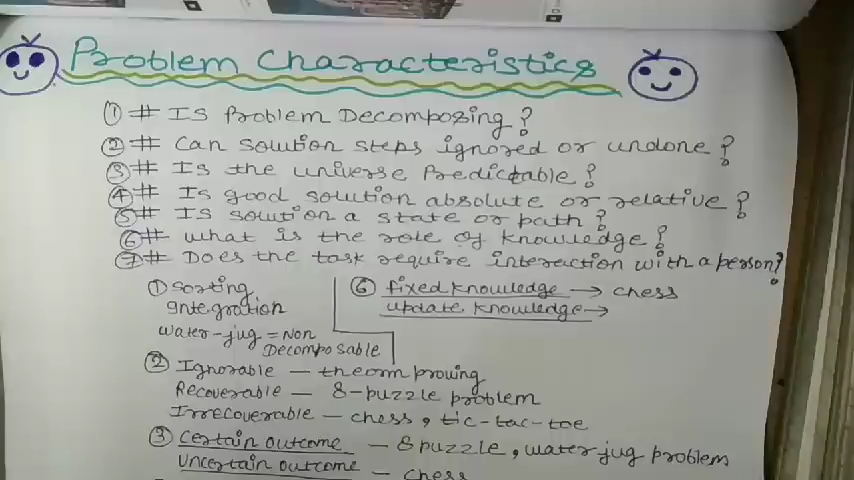 Problem Characteristics
① # Is Problem Decomposing?
② # Can solution steps ignored or undone?
③ # Is the universe Predictable?
④ # Is good solution absolute or relative?
⑤ # Is solution a state or path?
⑥ # what is the role of knowledge?
⑦ # Does the task require interaction with a person?
① Sorting
Integration
water-jug = Non
Decomposable
⑥ fixed knowledge → chess
update knowledge →
② Ignorable — theorm proving
Recoverable — 8-puzzle problem
Irrecoverable — chess, tic-tac-toe
③ Certain outcome — 8 puzzle, water jug problem
Uncertain outcome — chess